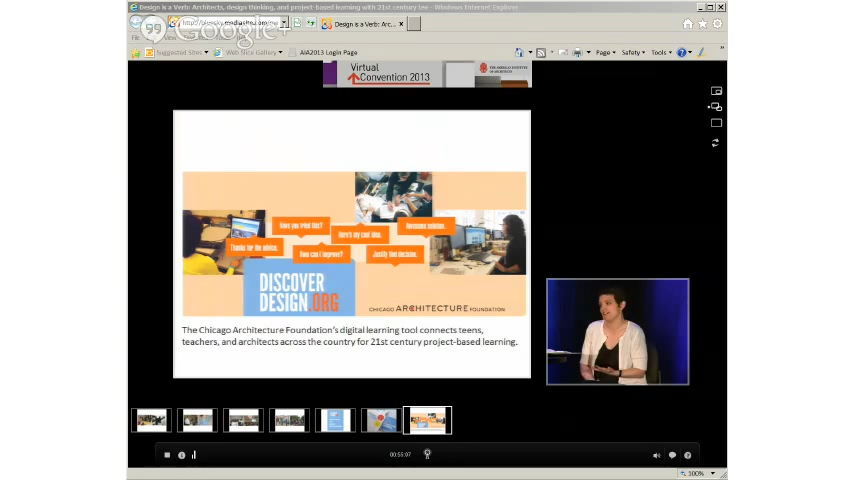 Design is a Verb: Architects, design thinking, and project-based learning with 21st century tee - Windows Internet Explorer
Google+
Design is a Verb: Arc...
Suggested Sites
Web Slice Gallery
AIA2013 Login Page
Page
Safety
Tools
Virtual
Convention 2013
THE AMERICAN INSTITUTE
OF ARCHITECTS
Have you tried this?
Awesome solution.
Here's my cool idea.
Thanks for the advice.
How can I improve?
Justify that decision.
DISCOVER
DESIGN.ORG
CHICAGO ARCHITECTURE FOUNDATION
The Chicago Architecture Foundation's digital learning tool connects teens,
teachers, and architects across the country for 21st century project-based learning.
00:55:07
100%